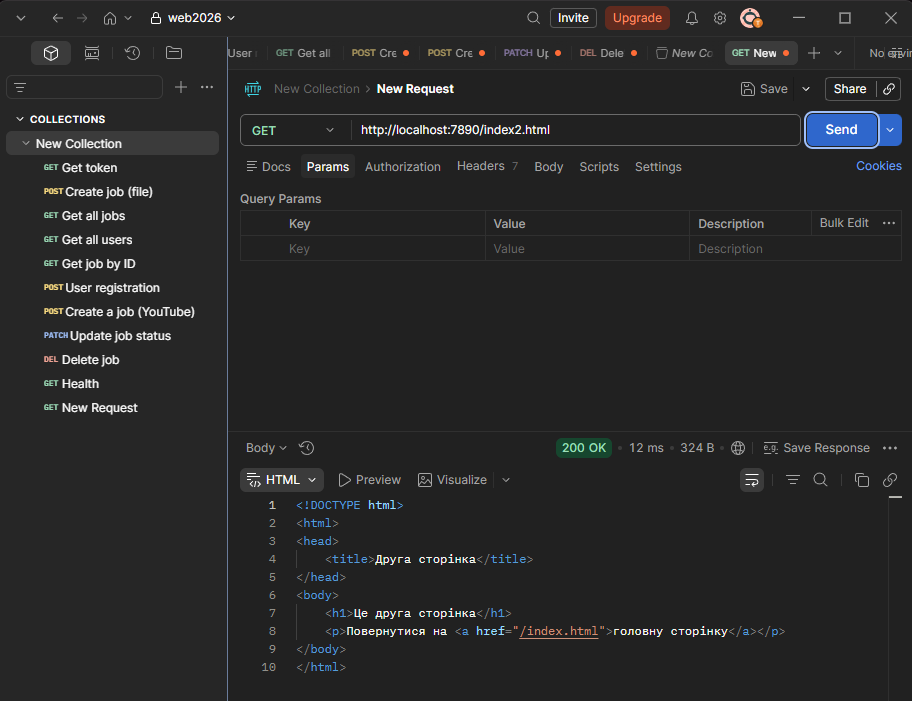 web2026
Invite
Upgrade
User
GET Get all
POST Cre
POST Cre
PATCH Up
DEL Dele
New Co
GET New
No envir
HTTP New Collection > New Request
Save
Share
COLLECTIONS
New Collection
GET Get token
POST Create job (file)
GET Get all jobs
GET Get all users
GET Get job by ID
POST User registration
POST Create a job (YouTube)
PATCH Update job status
DEL Delete job
GET Health
GET New Request
GET http://localhost:7890/index2.html
Send
Docs Params Authorization Headers 7 Body Scripts Settings Cookies
Query Params
Key Value Description Bulk Edit
Key Value Description
Body 200 OK • 12 ms • 324 B e.g. Save Response
HTML Preview Visualize
1 <!DOCTYPE html>
2 <html>
3 <head>
4 <title>Друга сторінка</title>
5 </head>
6 <body>
7 <h1>Це друга сторінка</h1>
8 <p>Повернутися на <a href="/index.html">головну сторінку</a></p>
9 </body>
10 </html>